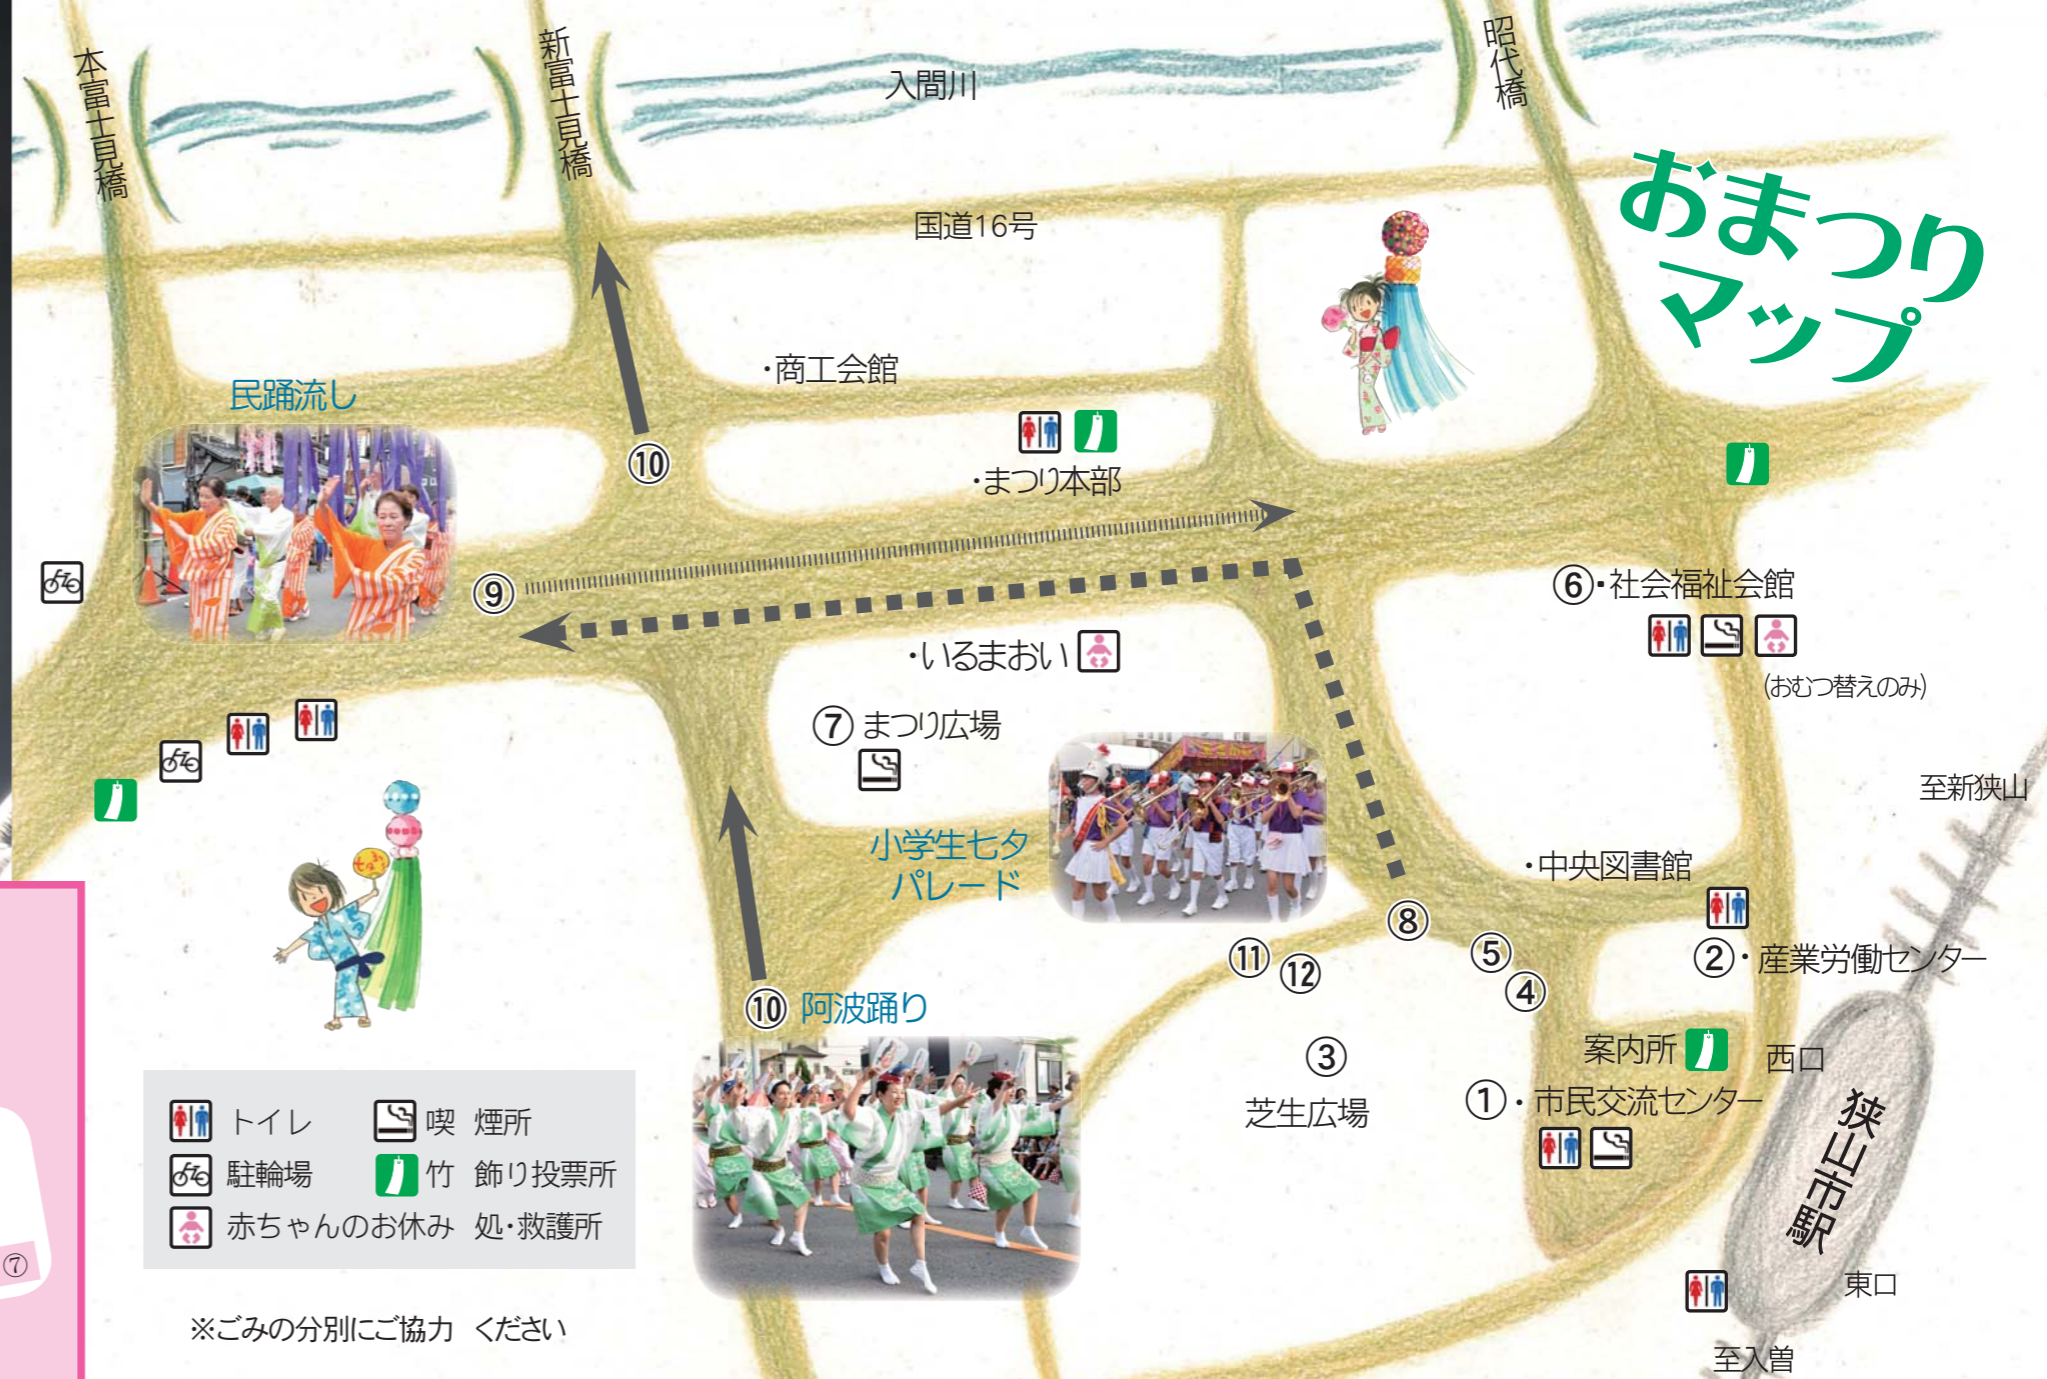 本富士見橋
新富士見橋
入間川
昭代橋
おまつり
マップ
国道16号
・商工会館
民踊流し
⑩
・まつり本部
⑨
⑥・社会福祉会館
(おむつ替えのみ)
・いるまおい
⑦ まつり広場
至新狭山
小学生七夕
パレード
・中央図書館
⑧
⑤
④
②・産業労働センター
⑪
⑫
⑩ 阿波踊り
③
芝生広場
案内所
西口
①・市民交流センター
狭山市駅
東口
至入曽
トイレ
喫 煙所
駐輪場
竹 飾り投票所
赤ちゃんのお休み 処・救護所
⑦
※ごみの分別にご協力 ください